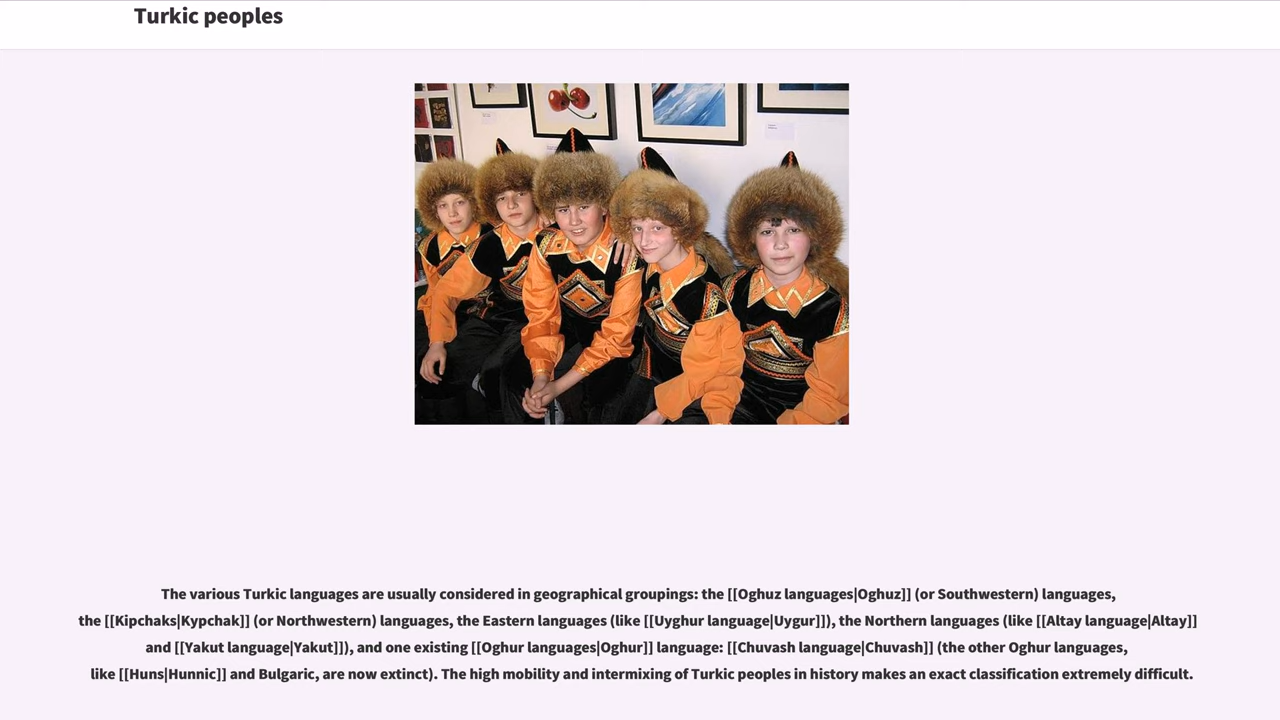 Turkic peoples
The various Turkic languages are usually considered in geographical groupings: the [[Oghuz languages|Oghuz]] (or Southwestern) languages,
the [[Kipchaks|Kypchak]] (or Northwestern) languages, the Eastern languages (like [[Uyghur language|Uygur]]), the Northern languages (like [[Altay language|Altay]]
and [[Yakut language|Yakut]]), and one existing [[Oghur languages|Oghur]] language: [[Chuvash language|Chuvash]] (the other Oghur languages,
like [[Huns|Hunnic]] and Bulgaric, are now extinct). The high mobility and intermixing of Turkic peoples in history makes an exact classification extremely difficult.